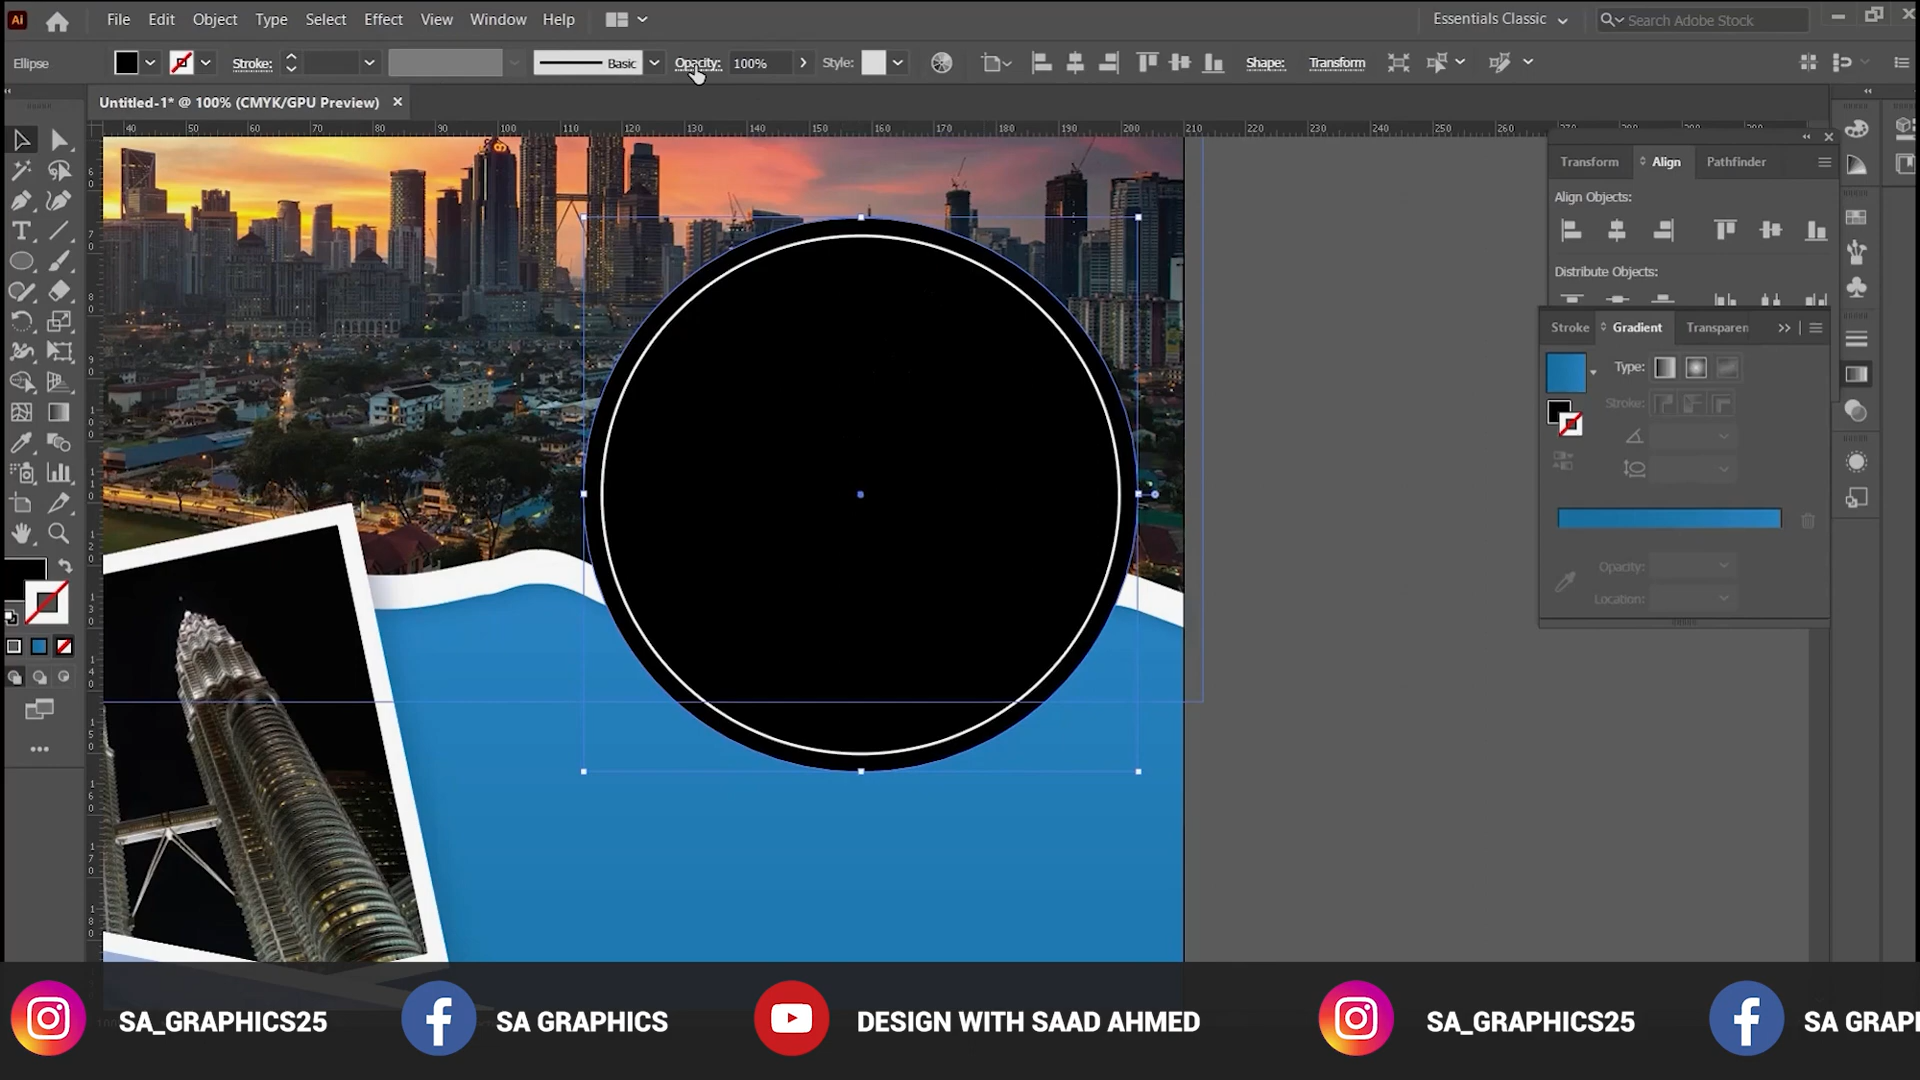 Ai File Edit Object Type Select Effect View Window Help Essentials Classic Search Adobe Stock
Ellipse Stroke: Basic Opacity: 100% Style: Shape: Transform
Untitled-1* @ 100% (CMYK/GPU Preview)
40 50 60 70 80 90 100 110 120 130 140 150 160 170 180 190 200 210 220 230 240 250 260
Transform Align Pathfinder
Align Objects:
Distribute Objects:
Stroke Gradient Transparen
Type:
Stroke:
Opacity:
Location:
SA_GRAPHICS25 SA GRAPHICS DESIGN WITH SAAD AHMED SA_GRAPHICS25 SA GRAP